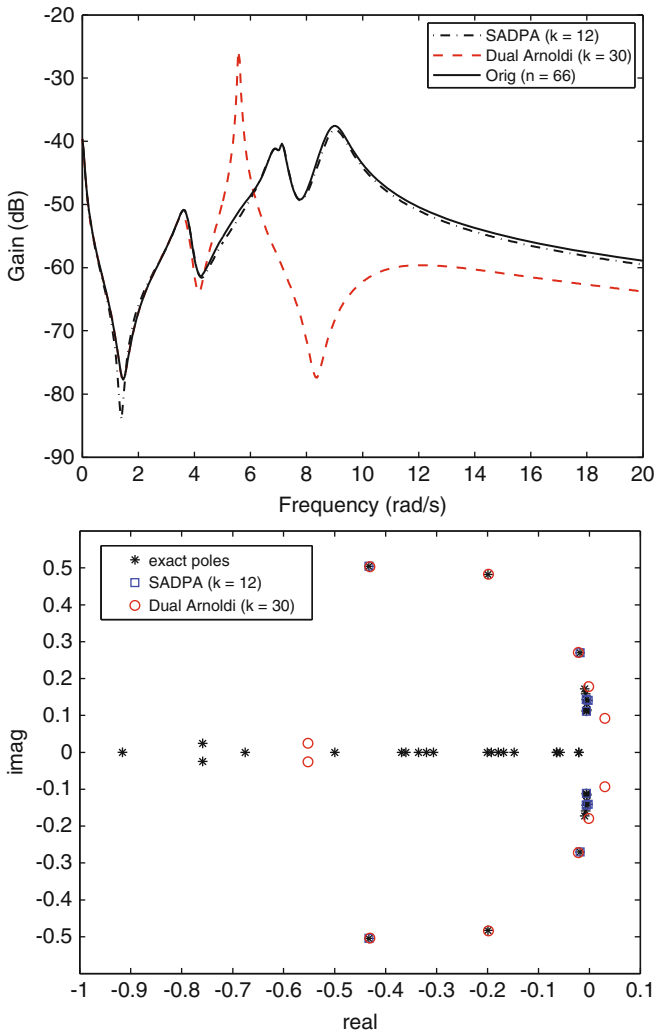 -20
-30
-40
-50
-60
-70
-80
-90
Gain (dB)
SADPA (k = 12)
Dual Arnoldi (k = 30)
Orig (n = 66)
0 2 4 6 8 10 12 14 16 18 20
Frequency (rad/s)
0.5
0.4
0.3
0.2
0.1
0
-0.1
-0.2
-0.3
-0.4
-0.5
imag
exact poles
SADPA (k = 12)
Dual Arnoldi (k = 30)
-1 -0.9 -0.8 -0.7 -0.6 -0.5 -0.4 -0.3 -0.2 -0.1 0 0.1
real